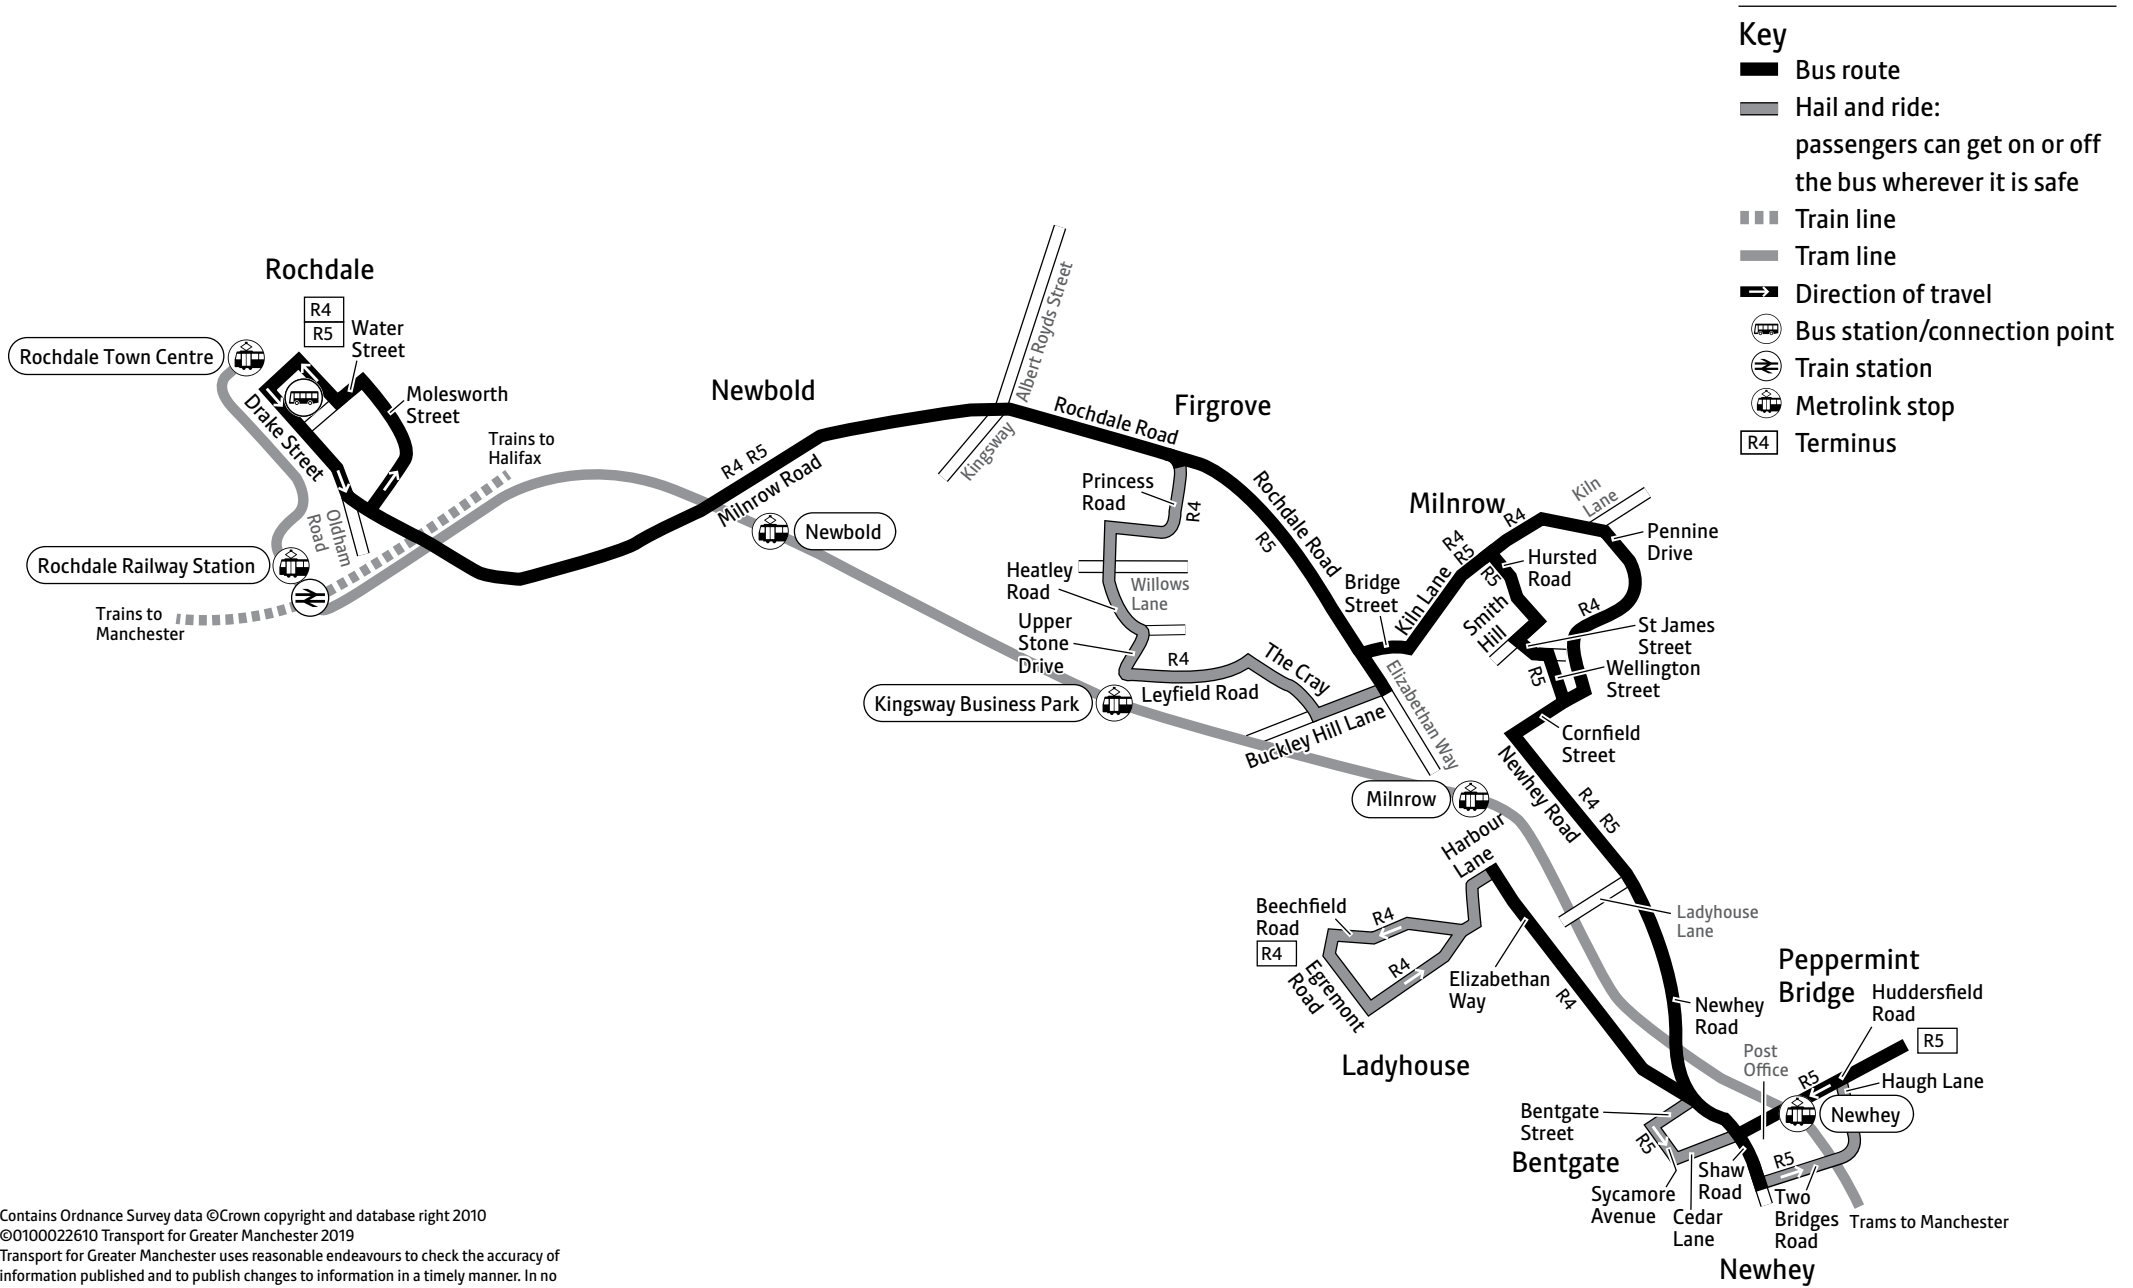 Key
Bus route
Hail and ride:
passengers can get on or off
the bus wherever it is safe
Train line
Tram line
Direction of travel
Bus station/connection point
Train station
Metrolink stop
R4 Terminus
Rochdale
R4
R5
Water
Street
Rochdale Town Centre
Molesworth
Street
Drake Street
Trains to
Halifax
Oldham
Road
Rochdale Railway Station
Trains to
Manchester
Newbold
R4 R5
Milnrow Road
Newbold
Albert Royds Street
Kingsway
Rochdale Road
Firgrove
Princess
Road
R4
Rochdale Road
R5
Heatley
Road
Willows
Lane
Upper
Stone
Drive
R4
Leyfield Road
The Cray
Kingsway Business Park
Buckley Hill Lane
Elizabethan Way
Bridge
Street
Kiln Lane
Milnrow
R4
R5
R4
Kiln
Lane
Pennine
Drive
Hursted
Road
R5
Smith
Hill
R4
St James
Street
Wellington
Street
R5
Cornfield
Street
Newhey Road
R4
R5
Milnrow
Harbour
Lane
Beechfield
Road
R4
R4
R4
Egremont
Road
Elizabethan
Way
R4
Ladyhouse
Ladyhouse
Lane
Peppermint
Bridge
Huddersfield
Road
Newhey
Road
R5
Post
Office
R5
Haugh Lane
Newhey
Bentgate
Street
R5
Bentgate
Sycamore
Avenue
Cedar
Lane
Shaw
Road
R5
Two
Bridges
Road
Trams to Manchester
Newhey
Contains Ordnance Survey data ©Crown copyright and database right 2010
©0100022610 Transport for Greater Manchester 2019
Transport for Greater Manchester uses reasonable endeavours to check the accuracy of
information published and to publish changes to information in a timely manner. In no